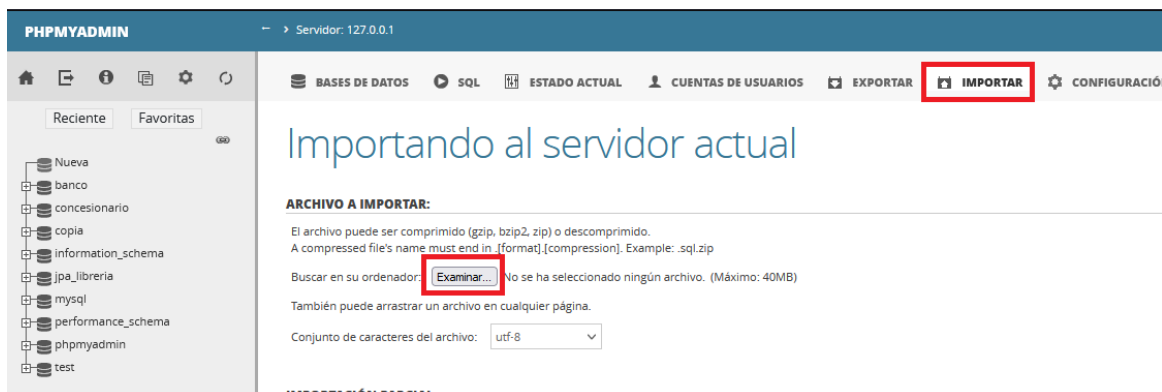 PHPMYADMIN
← › Servidor: 127.0.0.1
BASES DE DATOS SQL ESTADO ACTUAL CUENTAS DE USUARIOS EXPORTAR IMPORTAR CONFIGURACIÓ
Reciente Favoritas
Nueva
banco
concesionario
copia
information_schema
jpa_libreria
mysql
performance_schema
phpmyadmin
test
Importando al servidor actual
ARCHIVO A IMPORTAR:
El archivo puede ser comprimido (gzip, bzip2, zip) o descomprimido.
A compressed file's name must end in .[format].[compression]. Example: .sql.zip
Buscar en su ordenador: Examinar... No se ha seleccionado ningún archivo. (Máximo: 40MB)
También puede arrastrar un archivo en cualquier página.
Conjunto de caracteres del archivo: utf-8